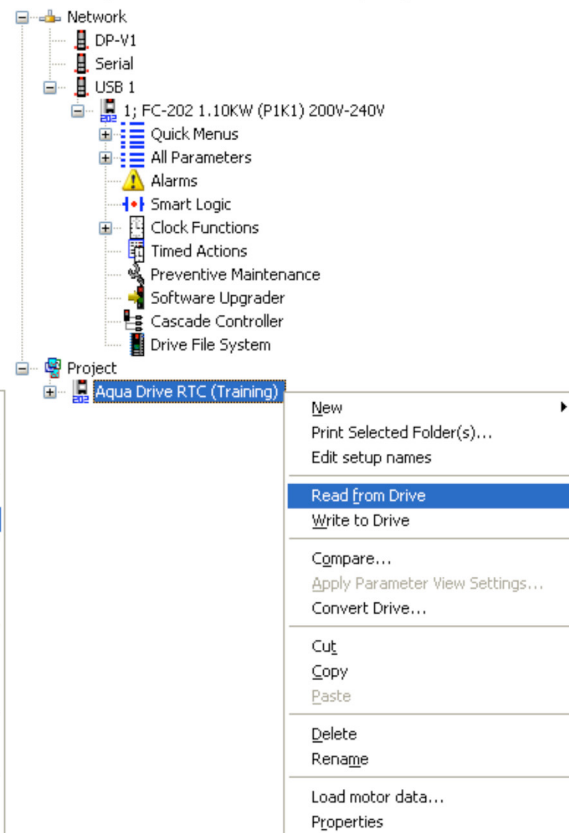 Network
DP-V1
Serial
USB 1
1; FC-202 1.10KW (P1K1) 200V-240V
Quick Menus
All Parameters
Alarms
Smart Logic
Clock Functions
Timed Actions
Preventive Maintenance
Software Upgrader
Cascade Controller
Drive File System
Project
Aqua Drive RTC (Training)
New
Print Selected Folder(s)...
Edit setup names
Read from Drive
Write to Drive
Compare...
Apply Parameter View Settings...
Convert Drive...
Cut
Copy
Paste
Delete
Rename
Load motor data...
Properties